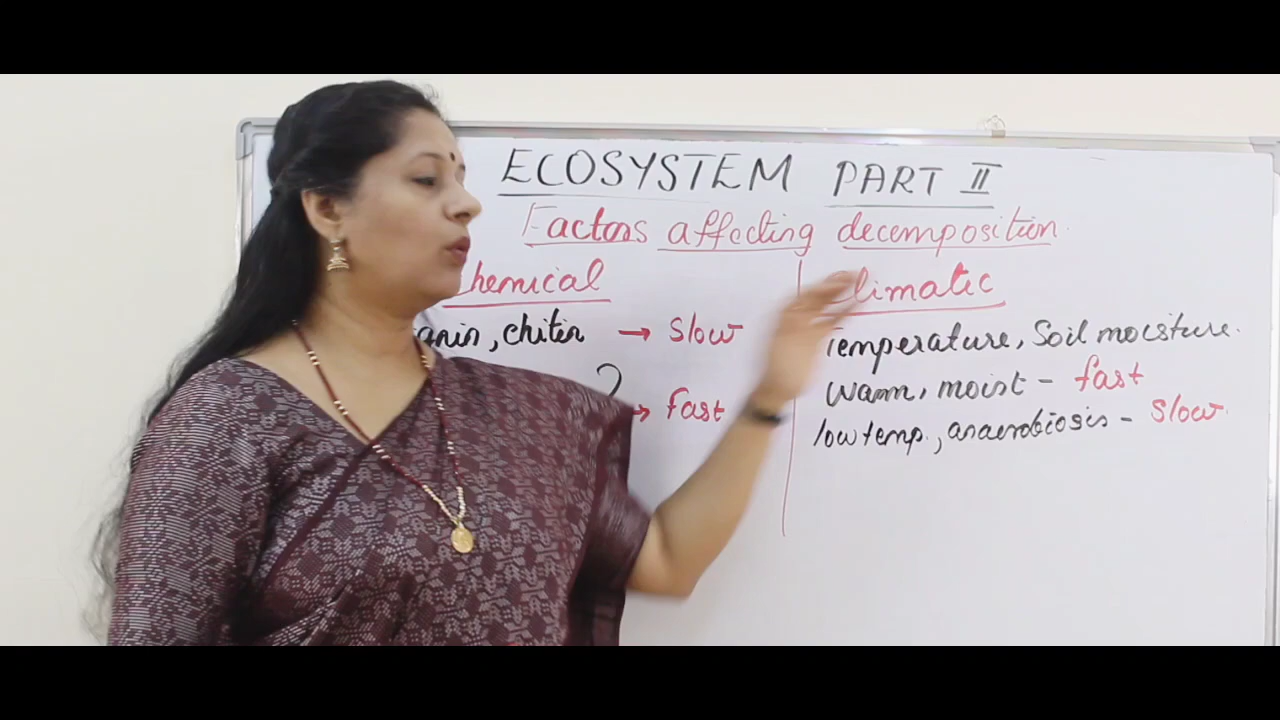 ECOSYSTEM PART II
Factors affecting decomposition.
hemical
chitin → slow
→ Fast
limatic
Temperature, Soil moisture.
Warm, moist - fast
low temp., anaerobiosis - slow.